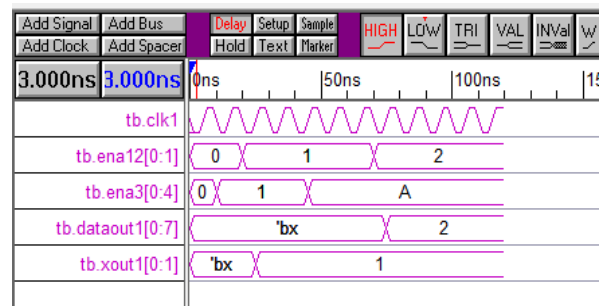 Add Signal Add Bus Delay Setup Sample HIGH LOW TRI VAL INVal W
Add Clock Add Spacer Hold Text Marker
3.000ns 3.000ns 0ns 50ns 100ns 15
tb.clk1
tb.ena12[0:1] 0 1 2
tb.ena3[0:4] 0 1 A
tb.dataout1[0:7] 'bx 2
tb.xout1[0:1] 'bx 1